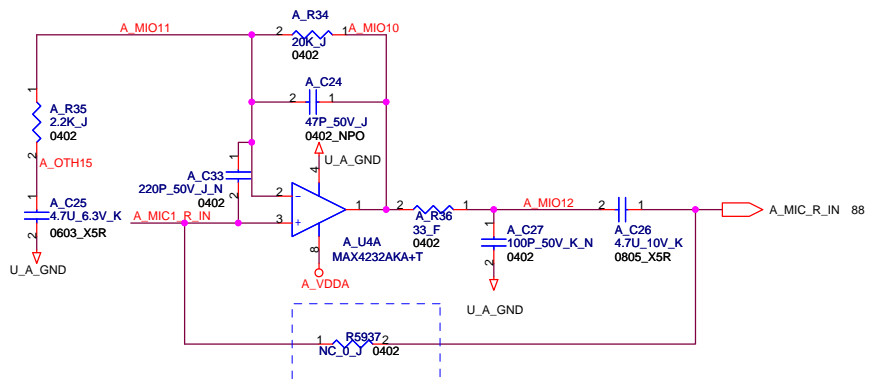 A_R34
A_MIO11
2
1
A_MIO10
20K_J
0402
A_C24
2
1
47P_50V_J
0402_NPO
1
A_R35
2.2K_J
0402
2
A_OTH15
1
A_C25
4.7U_6.3V_K
2
0603_X5R
U_A_GND
1
A_C33
220P_50V_J_N
2
0402
A_MIC1_R_IN
U_A_GND
4
2
-
3
+
1
A_U4A
8
MAX4232AKA+T
A_VDDA
2
1
A_R36
33_F
0402
A_MIO12
1
A_C27
100P_50V_K_N
2
0402
U_A_GND
2
1
A_C26
4.7U_10V_K
0805_X5R
A_MIC_R_IN 88
1
R5937
2
NC_0_J
0402